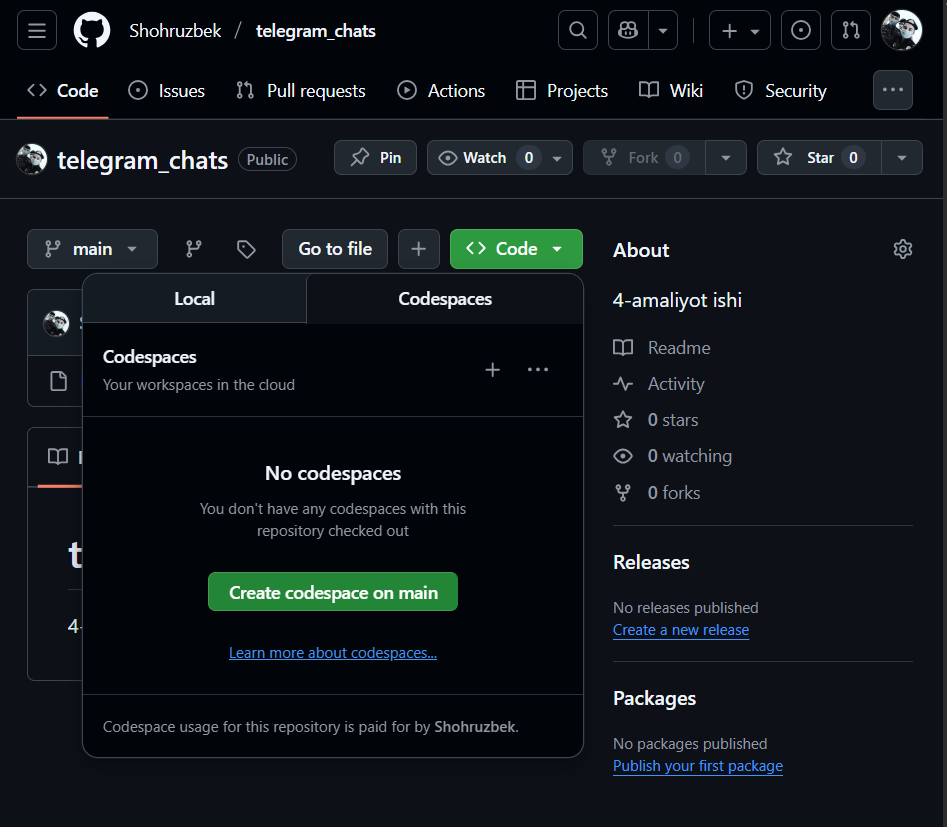 Shohruzbek / telegram_chats
Code Issues Pull requests Actions Projects Wiki Security
telegram_chats Public Pin Watch 0 Fork 0 Star 0
main Go to file Code
Local Codespaces
Codespaces
Your workspaces in the cloud
No codespaces
You don't have any codespaces with this
repository checked out
Create codespace on main
Learn more about codespaces...
Codespace usage for this repository is paid for by Shohruzbek.
t
4-
About
4-amaliyot ishi
Readme
Activity
0 stars
0 watching
0 forks
Releases
No releases published
Create a new release
Packages
No packages published
Publish your first package